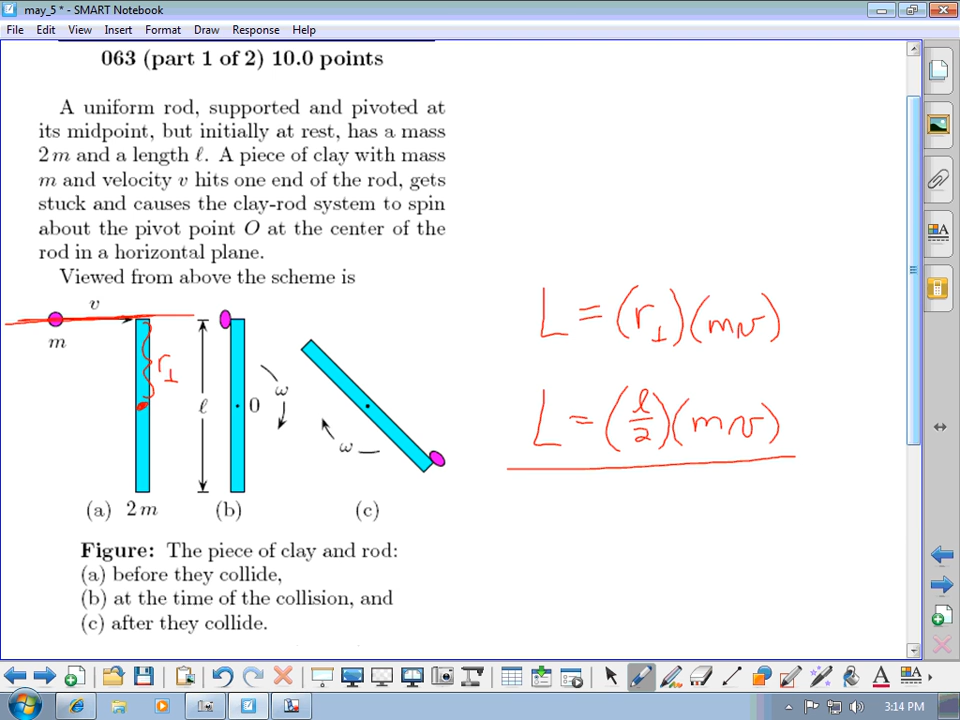 may_5 * - SMART Notebook
File Edit View Insert Format Draw Response Help
063 (part 1 of 2) 10.0 points
A uniform rod, supported and pivoted at
its midpoint, but initially at rest, has a mass
2 m and a length ℓ. A piece of clay with mass
m and velocity v hits one end of the rod, gets
stuck and causes the clay-rod system to spin
about the pivot point O at the center of the
rod in a horizontal plane.
Viewed from above the scheme is
v
m
r⊥
ℓ
0
ω
ω
(a) 2 m (b) (c)
L = (r⊥)(mv)
L = (ℓ/2)(mv)
Figure: The piece of clay and rod:
(a) before they collide,
(b) at the time of the collision, and
(c) after they collide.
3:14 PM